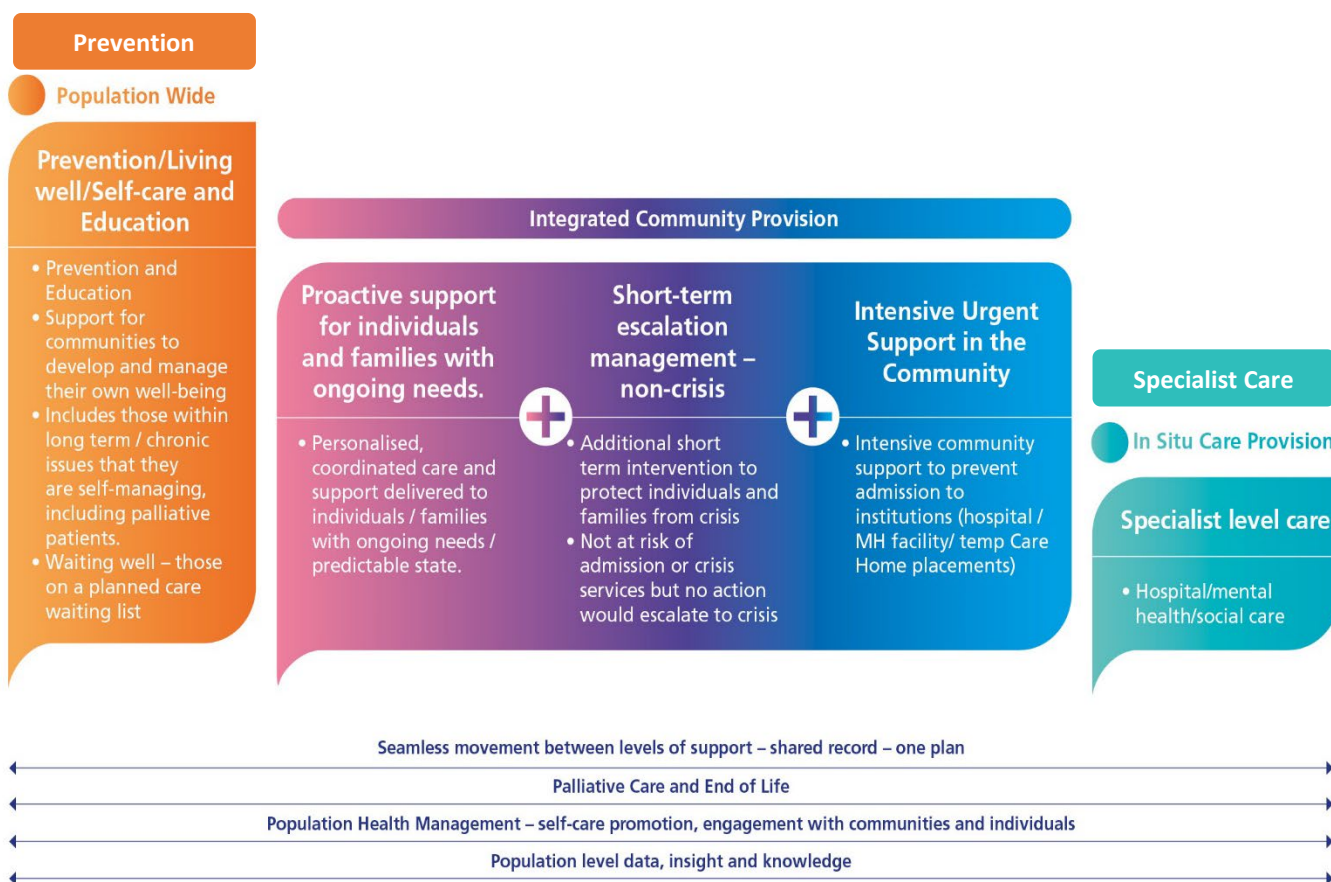 Prevention
Population Wide
Prevention/Living
well/Self-care and
Education
• Prevention and
Education
• Support for
communities to
develop and manage
their own well-being
• Includes those within
long term / chronic
issues that they
are self-managing,
including palliative
patients.
• Waiting well – those
on a planned care
waiting list
Integrated Community Provision
Proactive support
for individuals
and families with
ongoing needs.
• Personalised,
coordinated care and
support delivered to
individuals / families
with ongoing needs /
predictable state.
Short-term
escalation
management –
non-crisis
• Additional short
term intervention to
protect individuals and
families from crisis
• Not at risk of
admission or crisis
services but no action
would escalate to crisis
Intensive Urgent
Support in the
Community
• Intensive community
support to prevent
admission to
institutions (hospital /
MH facility/ temp Care
Home placements)
Specialist Care
In Situ Care Provision
Specialist level care
• Hospital/mental
health/social care
Seamless movement between levels of support – shared record – one plan
Palliative Care and End of Life
Population Health Management – self-care promotion, engagement with communities and individuals
Population level data, insight and knowledge